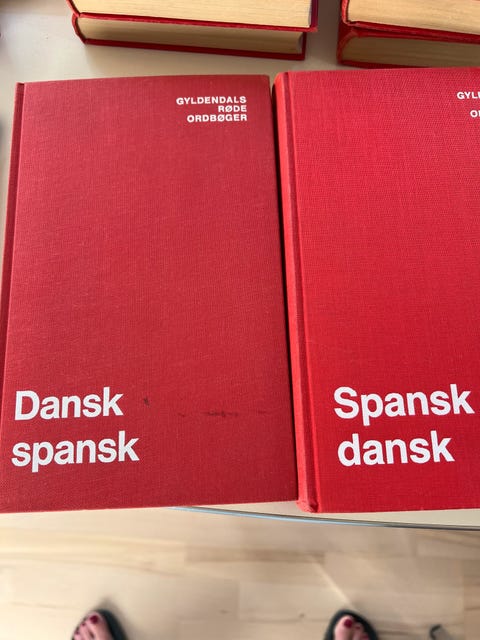 GYLDENDALS
RØDE
ORDBØGER
Dansk
spansk
Spansk
dansk